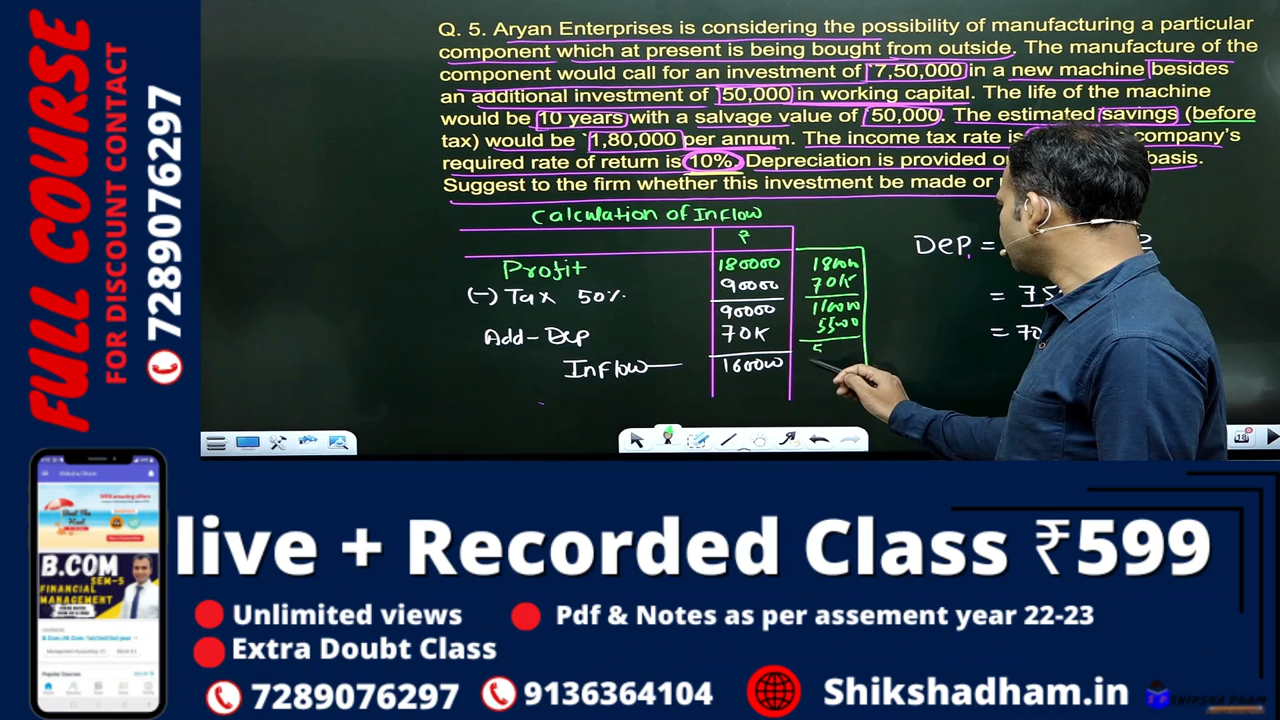 FULL COURSE
FOR DISCOUNT CONTACT
7289076297
Q. 5. Aryan Enterprises is considering the possibility of manufacturing a particular
component which at present is being bought from outside. The manufacture of the
component would call for an investment of `7,50,000 in a new machine besides
an additional investment of `50,000 in working capital. The life of the machine
would be 10 years with a salvage value of `50,000. The estimated savings (before
tax) would be `1,80,000 per annum. The income tax rate is company's
required rate of return is 10%. Depreciation is provided basis.
Suggest to the firm whether this investment be made or
Calculation of Inflow
Profit 180000
(-) Tax 50% 90000 70K
90000
Add-Dep 70K
Inflow 160000
Dep =
=
= 70
B.COM
SEM-5
FINANCIAL
MANAGEMENT
live + Recorded Class ₹599
Unlimited views
Pdf & Notes as per assement year 22-23
Extra Doubt Class
7289076297
9136364104
Shikshadham.in